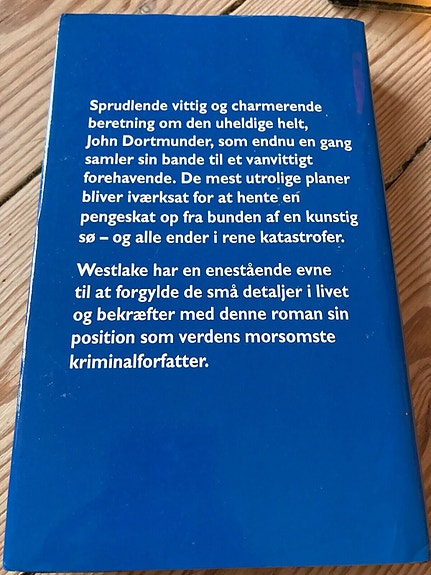 Sprudlende vittig og charmerende
beretning om den uheldige helt,
John Dortmunder, som endnu en gang
samler sin bande til et vanvittigt
forehavende. De mest utrolige planer
bliver iværksat for at hente en
pengeskat op fra bunden af en kunstig
sø – og alle ender i rene katastrofer.
Westlake har en enestående evne
til at forgylde de små detaljer i livet
og bekræfter med denne roman sin
position som verdens morsomste
kriminalforfatter.